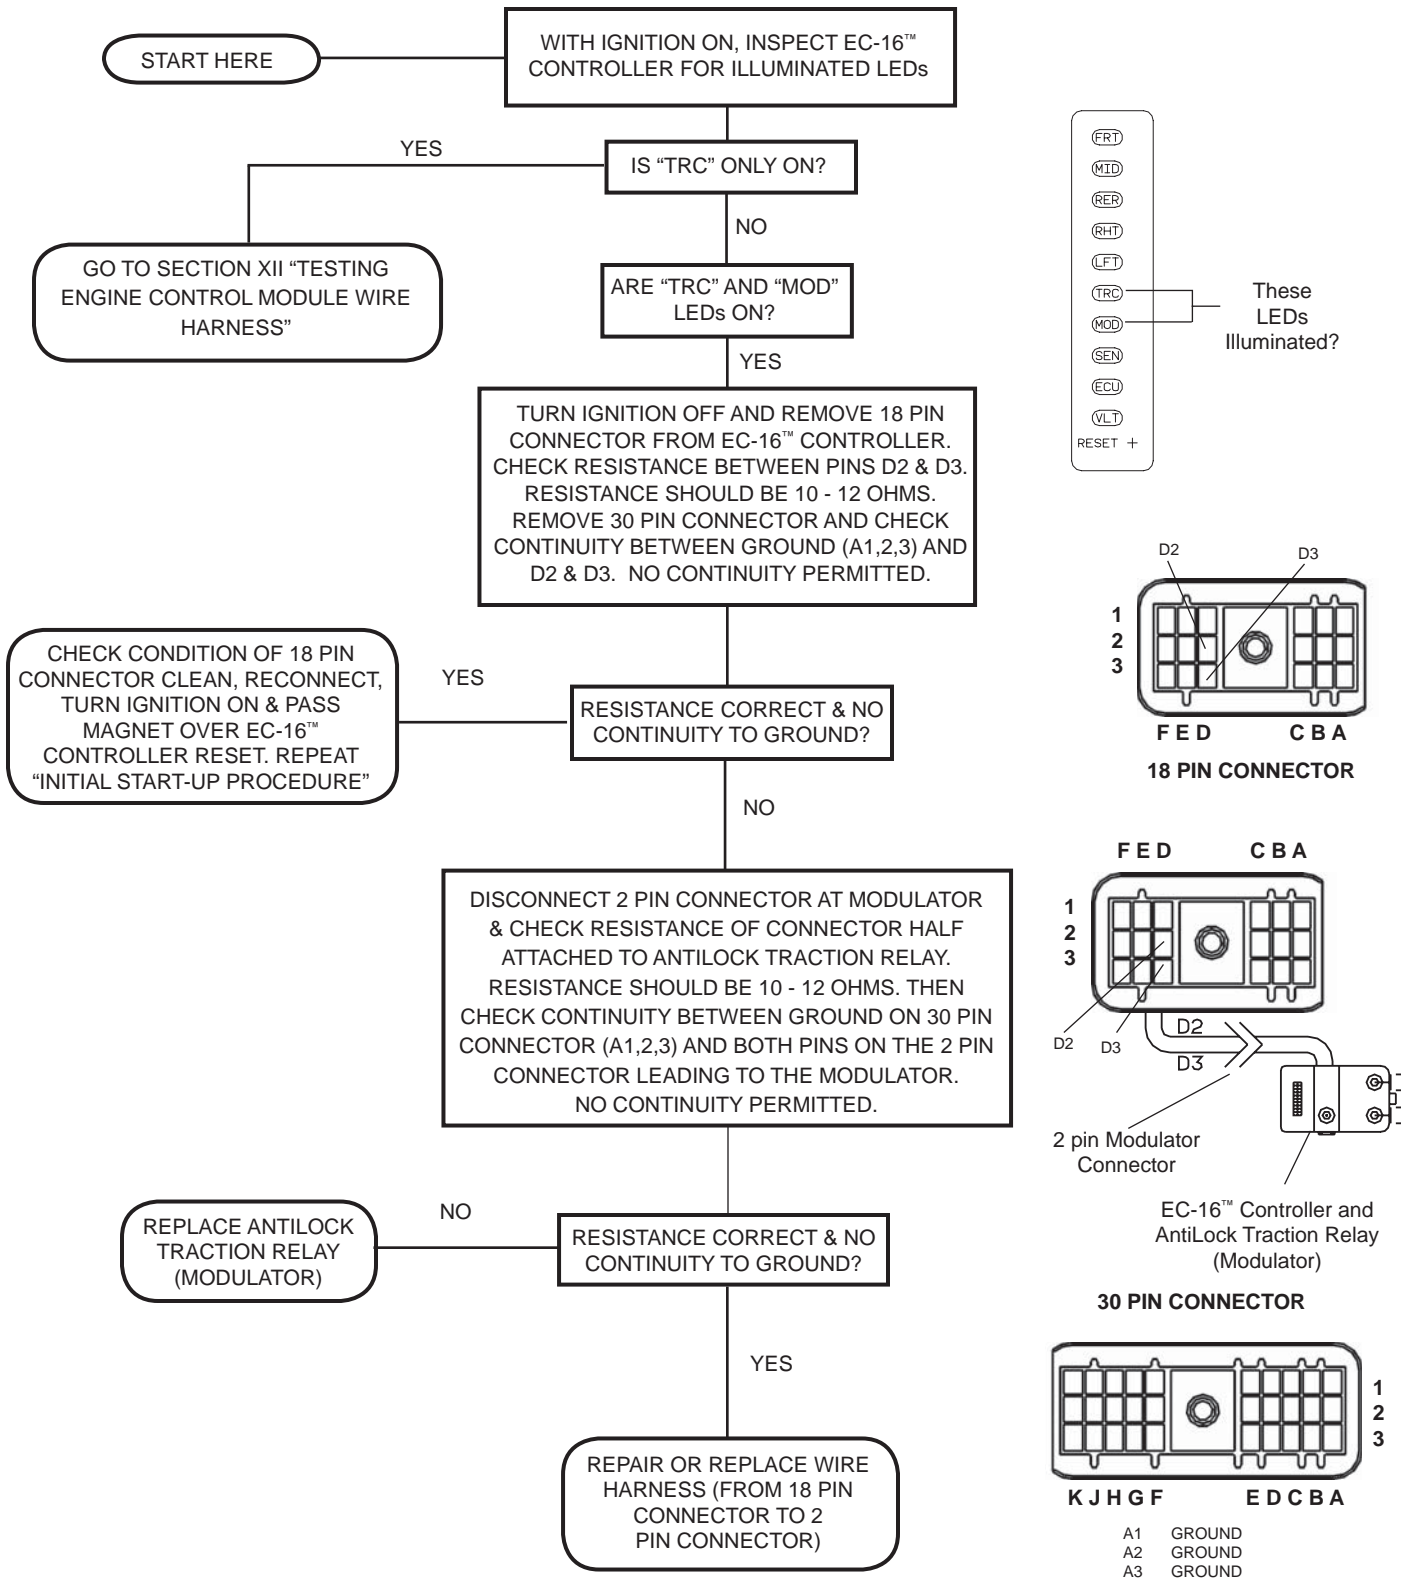 START HERE
WITH IGNITION ON, INSPECT EC-16™
CONTROLLER FOR ILLUMINATED LEDs
YES
IS “TRC” ONLY ON?
NO
GO TO SECTION XII “TESTING
ENGINE CONTROL MODULE WIRE
HARNESS”
ARE “TRC” AND “MOD”
LEDs ON?
YES
TURN IGNITION OFF AND REMOVE 18 PIN
CONNECTOR FROM EC-16™ CONTROLLER.
CHECK RESISTANCE BETWEEN PINS D2 & D3.
RESISTANCE SHOULD BE 10 - 12 OHMS.
REMOVE 30 PIN CONNECTOR AND CHECK
CONTINUITY BETWEEN GROUND (A1,2,3) AND
D2 & D3. NO CONTINUITY PERMITTED.
CHECK CONDITION OF 18 PIN
CONNECTOR CLEAN, RECONNECT,
TURN IGNITION ON & PASS
MAGNET OVER EC-16™
CONTROLLER RESET. REPEAT
“INITIAL START-UP PROCEDURE”
YES
RESISTANCE CORRECT & NO
CONTINUITY TO GROUND?
NO
DISCONNECT 2 PIN CONNECTOR AT MODULATOR
& CHECK RESISTANCE OF CONNECTOR HALF
ATTACHED TO ANTILOCK TRACTION RELAY.
RESISTANCE SHOULD BE 10 - 12 OHMS. THEN
CHECK CONTINUITY BETWEEN GROUND ON 30 PIN
CONNECTOR (A1,2,3) AND BOTH PINS ON THE 2 PIN
CONNECTOR LEADING TO THE MODULATOR.
NO CONTINUITY PERMITTED.
REPLACE ANTILOCK
TRACTION RELAY
(MODULATOR)
NO
RESISTANCE CORRECT & NO
CONTINUITY TO GROUND?
YES
REPAIR OR REPLACE WIRE
HARNESS (FROM 18 PIN
CONNECTOR TO 2
PIN CONNECTOR)
FRT
MID
RER
RHT
LFT
TRC
MOD
SEN
ECU
VLT
RESET +
These
LEDs
Illuminated?
D2 D3
1
2
3
F E D C B A
18 PIN CONNECTOR
F E D C B A
1
2
3
D2 D3
D2
D3
2 pin Modulator
Connector
EC-16™ Controller and
AntiLock Traction Relay
(Modulator)
30 PIN CONNECTOR
1
2
3
K J H G F E D C B A
A1 GROUND
A2 GROUND
A3 GROUND